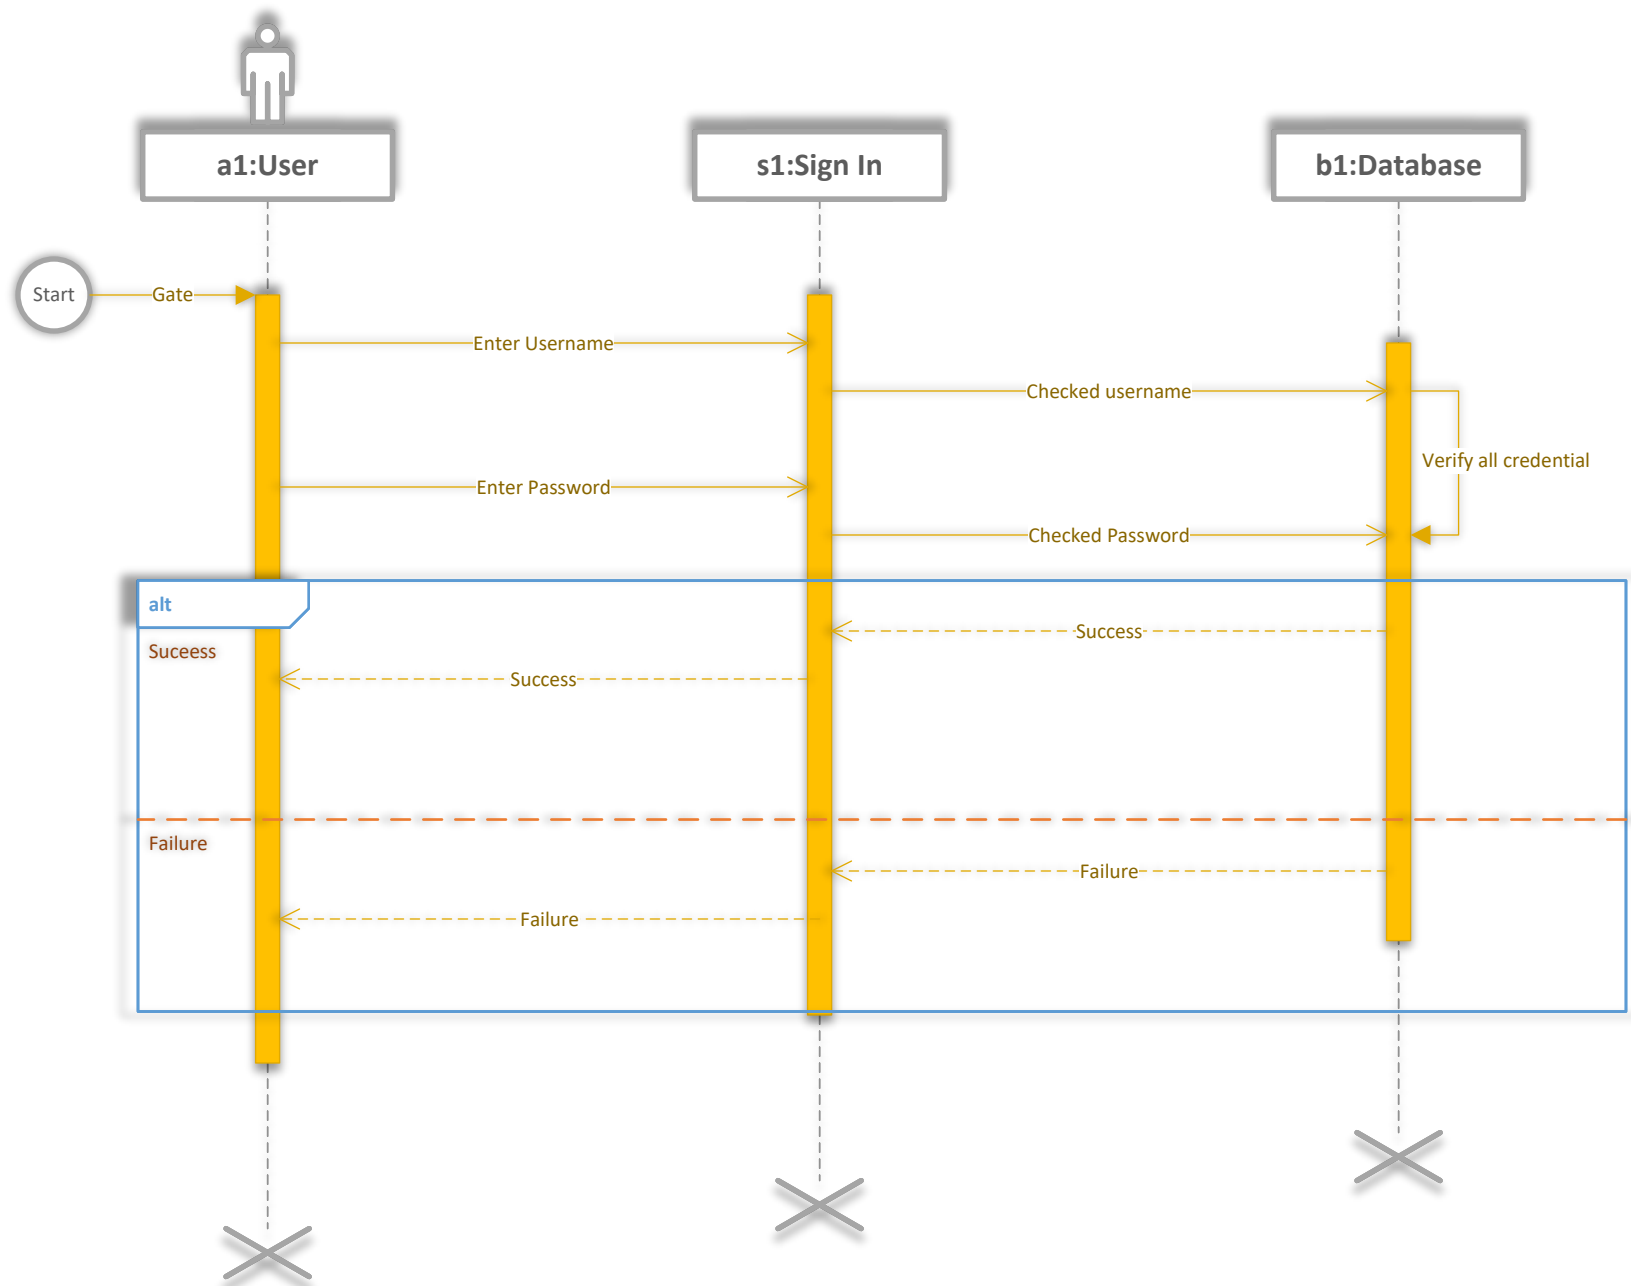 a1:User
s1:Sign In
b1:Database
Start
Gate
Enter Username
Checked username
Verify all credential
Enter Password
Checked Password
alt
Success
Suceess
Success
Failure
Failure
Failure